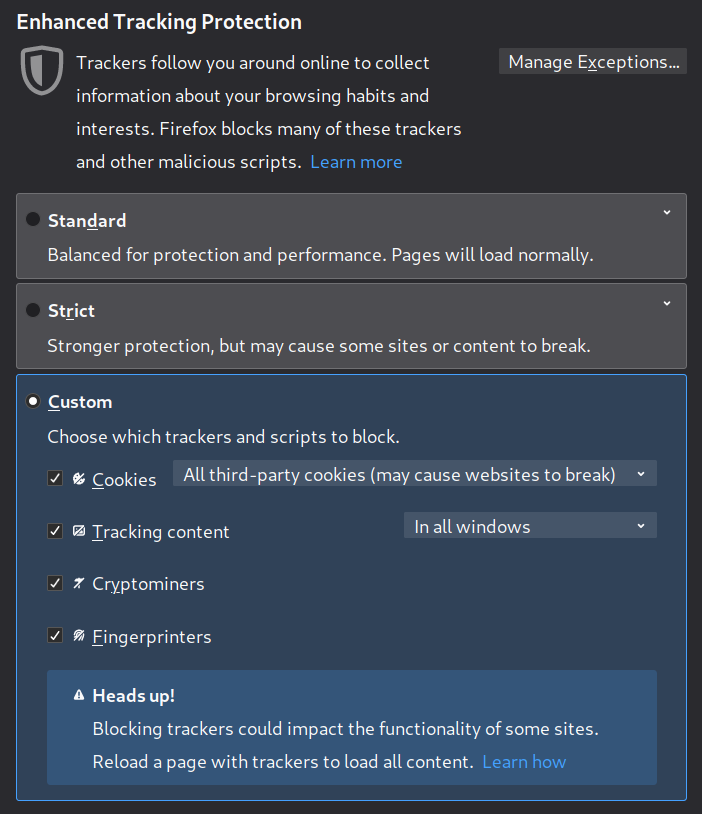 Enhanced Tracking Protection
Trackers follow you around online to collect
information about your browsing habits and
interests. Firefox blocks many of these trackers
and other malicious scripts. Learn more
Manage Exceptions...
Standard
Balanced for protection and performance. Pages will load normally.
Strict
Stronger protection, but may cause some sites or content to break.
Custom
Choose which trackers and scripts to block.
Cookies All third-party cookies (may cause websites to break)
Tracking content In all windows
Cryptominers
Fingerprinters
Heads up!
Blocking trackers could impact the functionality of some sites.
Reload a page with trackers to load all content. Learn how